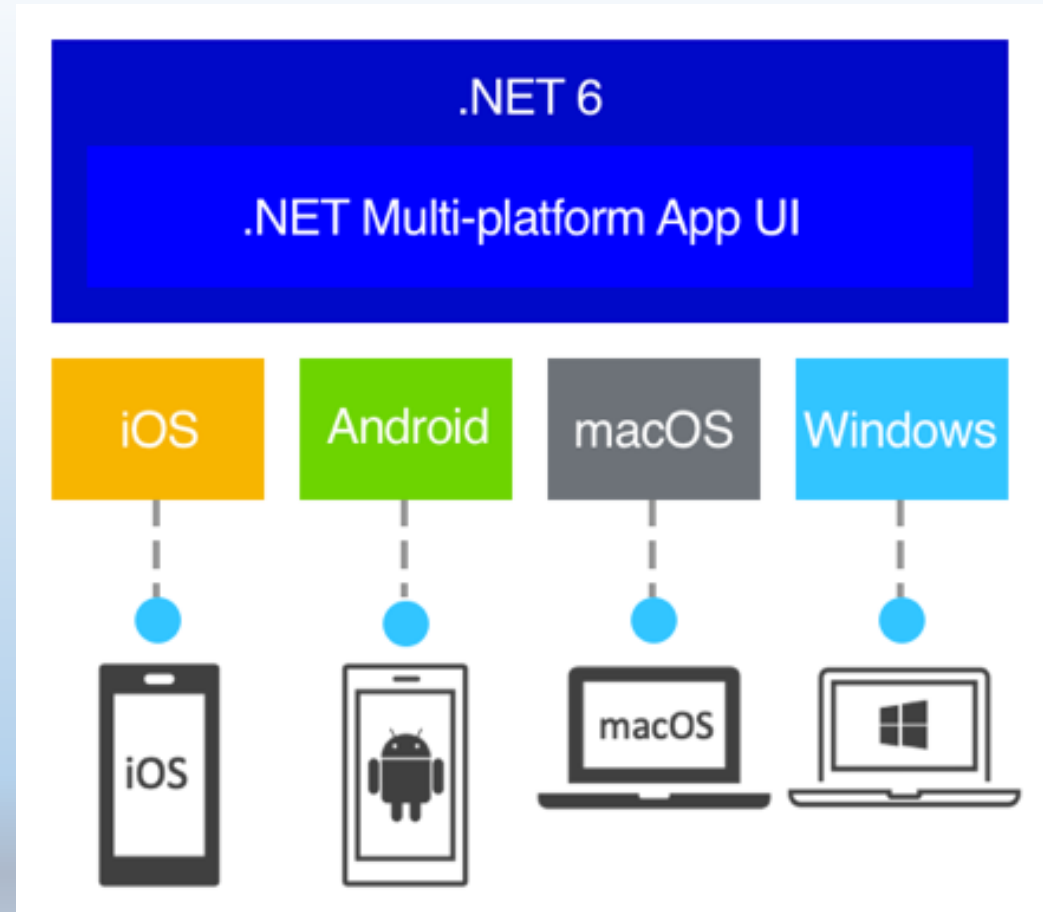 .NET 6
.NET Multi-platform App UI
iOS
Android
macOS
Windows
iOS
macOS